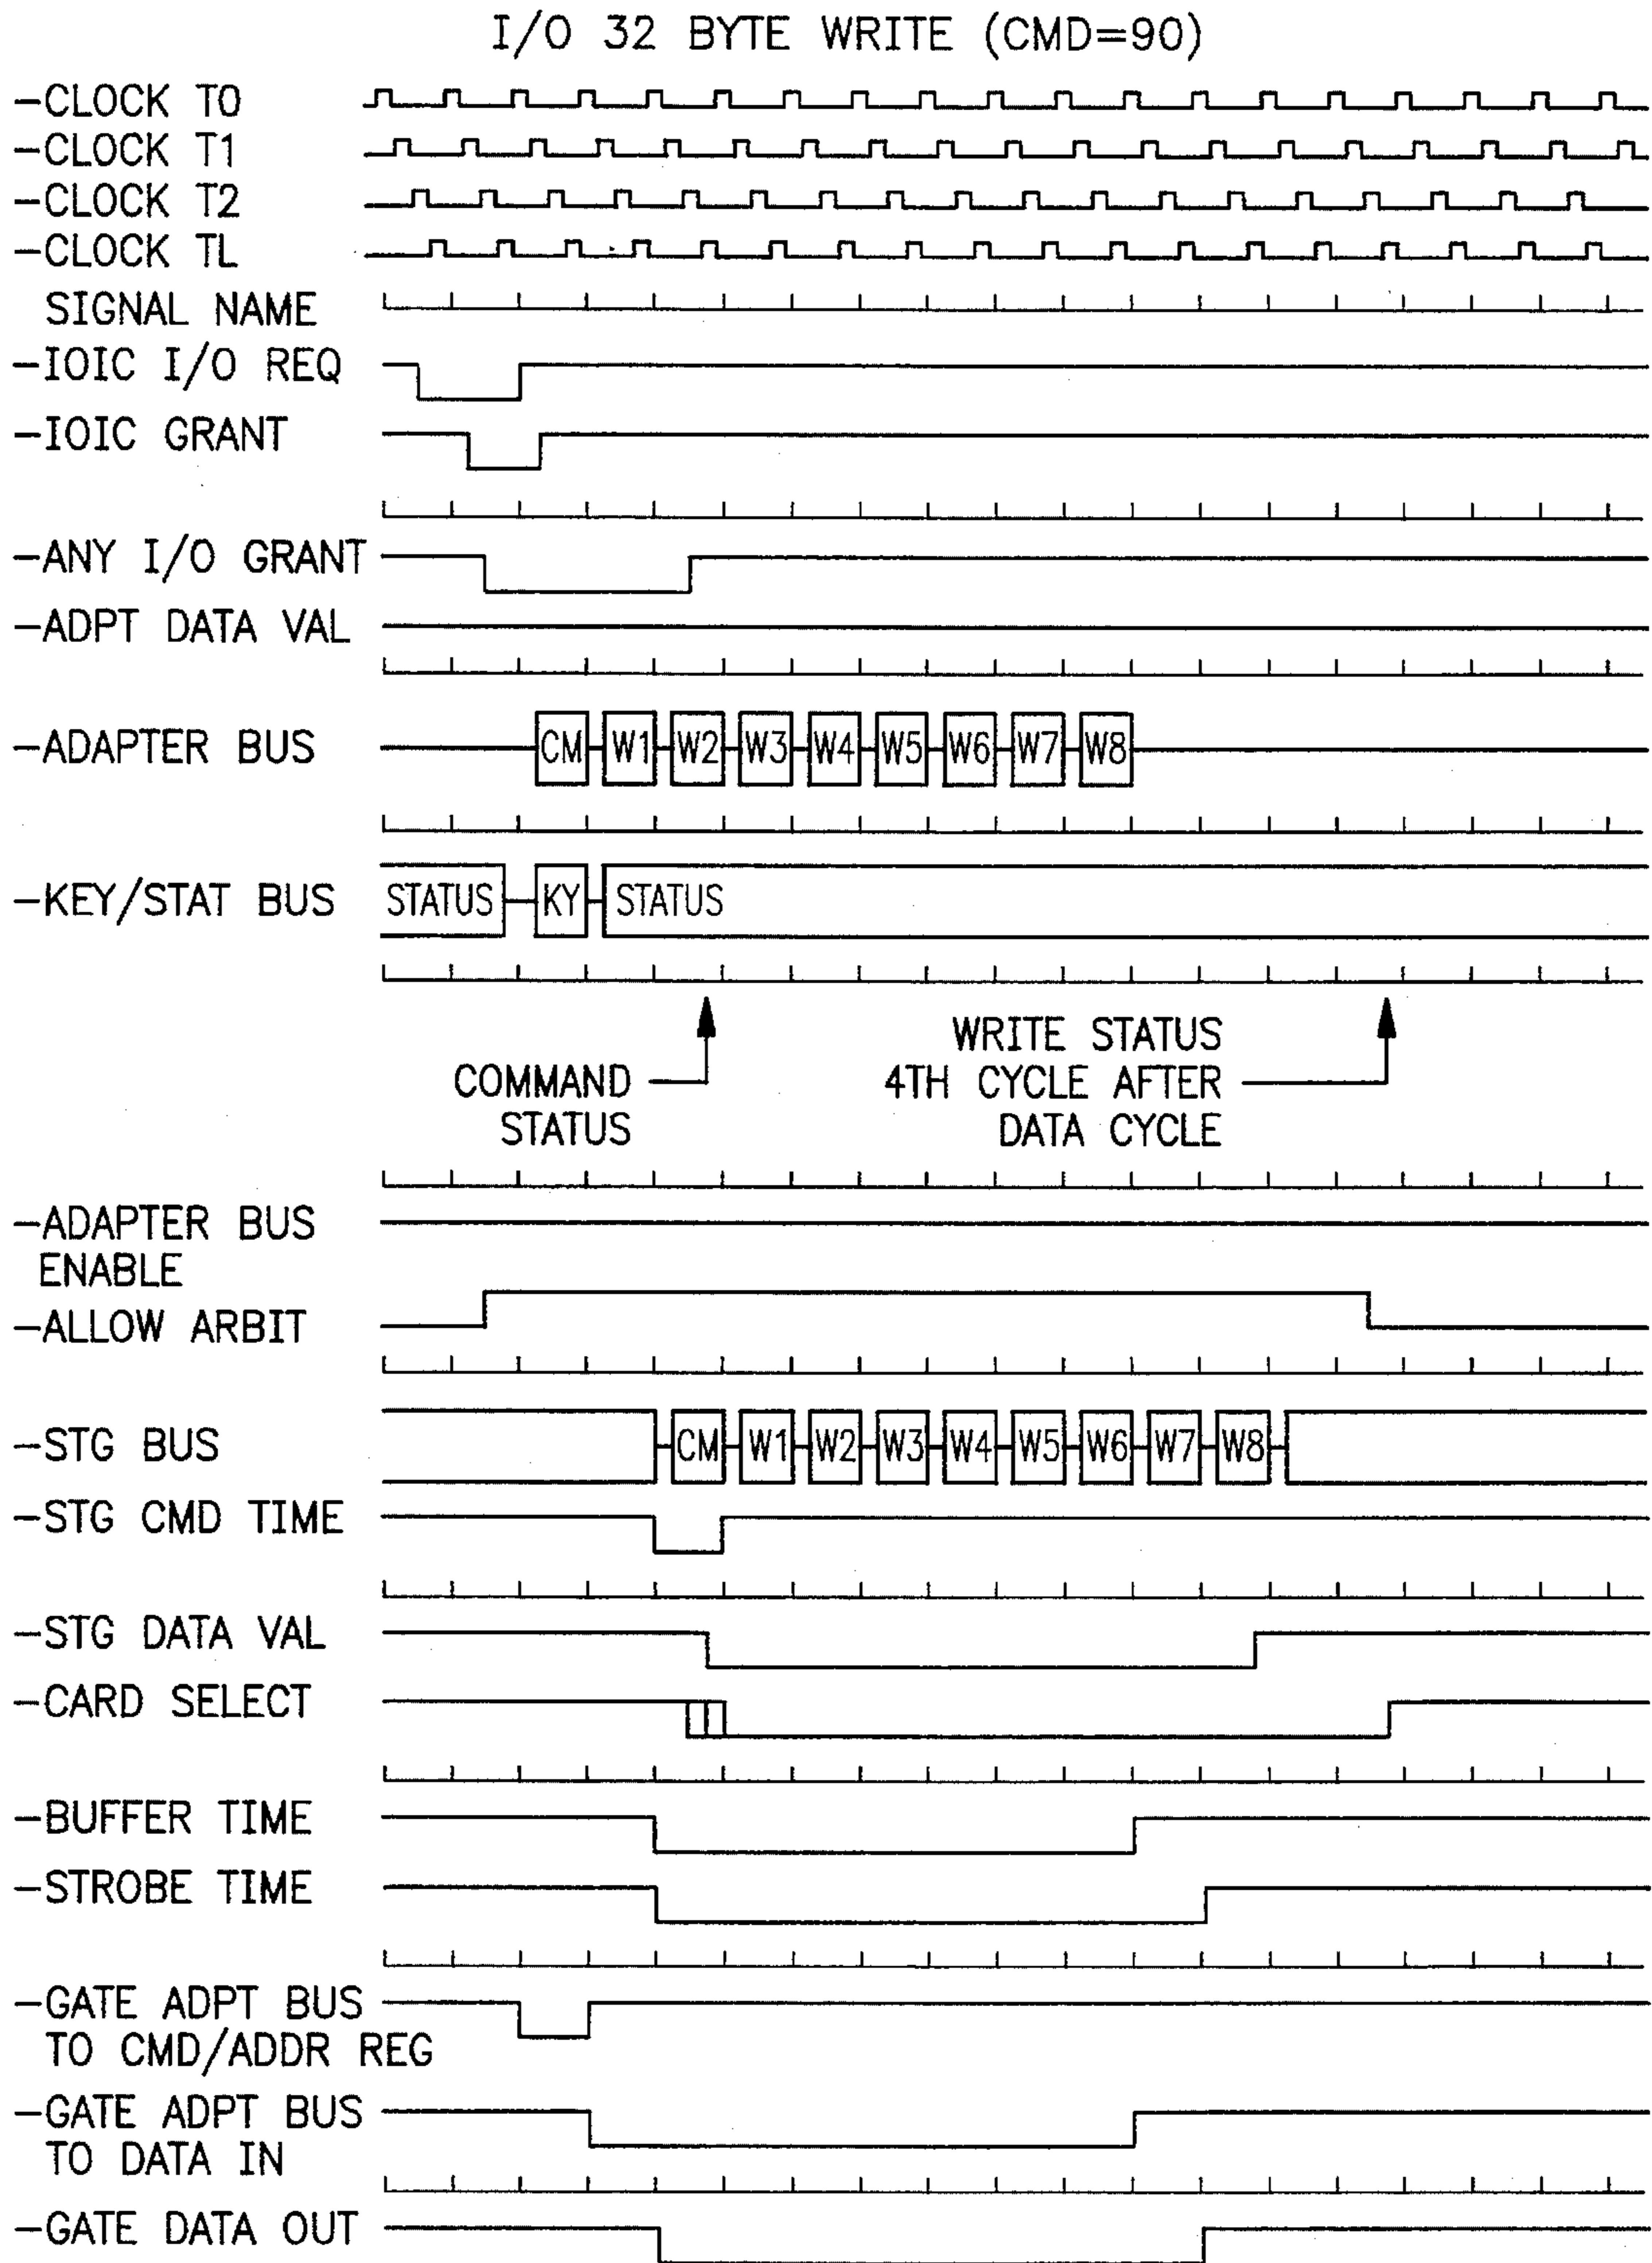 I/O 32 BYTE WRITE (CMD=90)
-CLOCK T0
-CLOCK T1
-CLOCK T2
-CLOCK TL
SIGNAL NAME
-IOIC I/O REQ
-IOIC GRANT
-ANY I/O GRANT
-ADPT DATA VAL
-ADAPTER BUS CM W1 W2 W3 W4 W5 W6 W7 W8
-KEY/STAT BUS STATUS KY STATUS
COMMAND
STATUS
WRITE STATUS
4TH CYCLE AFTER
DATA CYCLE
-ADAPTER BUS
ENABLE
-ALLOW ARBIT
-STG BUS CM W1 W2 W3 W4 W5 W6 W7 W8
-STG CMD TIME
-STG DATA VAL
-CARD SELECT
-BUFFER TIME
-STROBE TIME
-GATE ADPT BUS
TO CMD/ADDR REG
-GATE ADPT BUS
TO DATA IN
-GATE DATA OUT